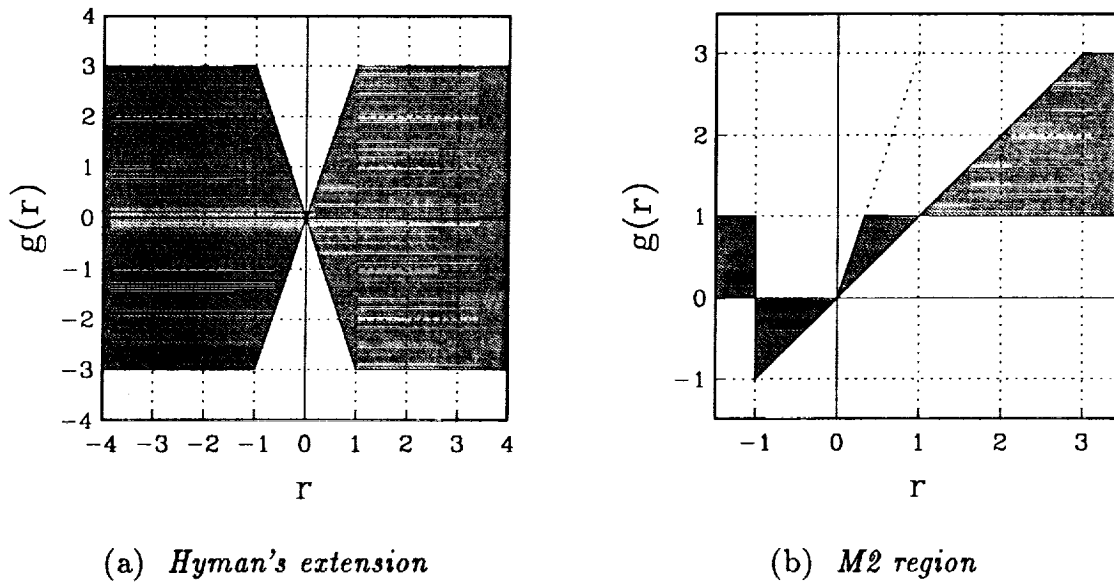 4
3
2
1
0
−1
−2
−3
−4
g(r)
−4 −3 −2 −1 0 1 2 3 4
r
(a) Hyman's extension
3
2
1
0
−1
g(r)
−1 0 1 2 3
r
(b) M2 region